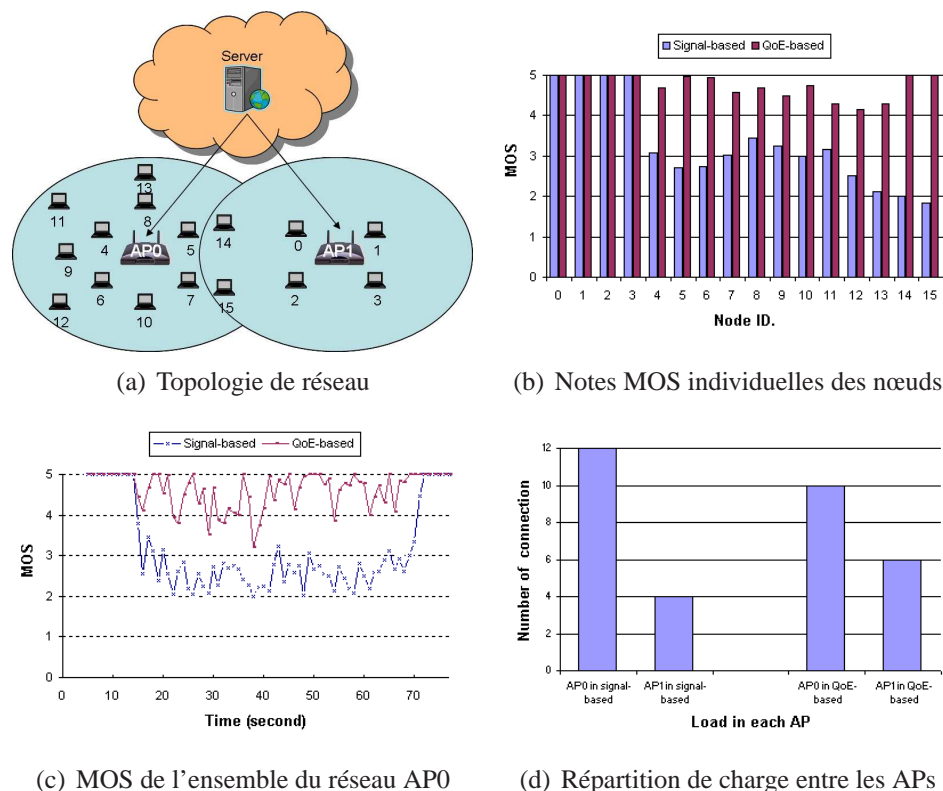 Server
13
11
8
14
4
AP0
5
0
AP1
1
9
6
7
2
3
12
10
15
(a) Topologie de réseau
Signal-based QoE-based
5
4
3
2
1
0
MOS
0 1 2 3 4 5 6 7 8 9 10 11 12 13 14 15
Node ID.
(b) Notes MOS individuelles des nœuds
Signal-based QoE-based
5
4
3
2
1
0
MOS
0 10 20 30 40 50 60 70
Time (second)
(c) MOS de l'ensemble du réseau AP0
12
10
8
6
4
2
0
Number of connection
AP0 in signal-based AP1 in signal-based AP0 in QoE-based AP1 in QoE-based
Load in each AP
(d) Répartition de charge entre les APs